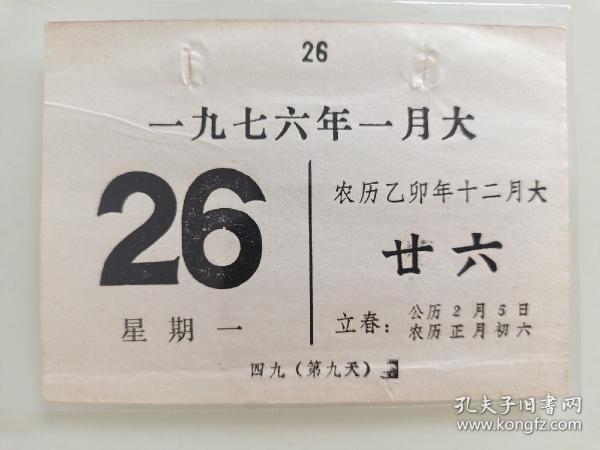 26
一九七六年一月大
26
星期一
农历乙卯年十二月大
廿六
立春：公历2月5日
农历正月初六
四九（第九天）
孔夫子旧书网
www.kongfz.com